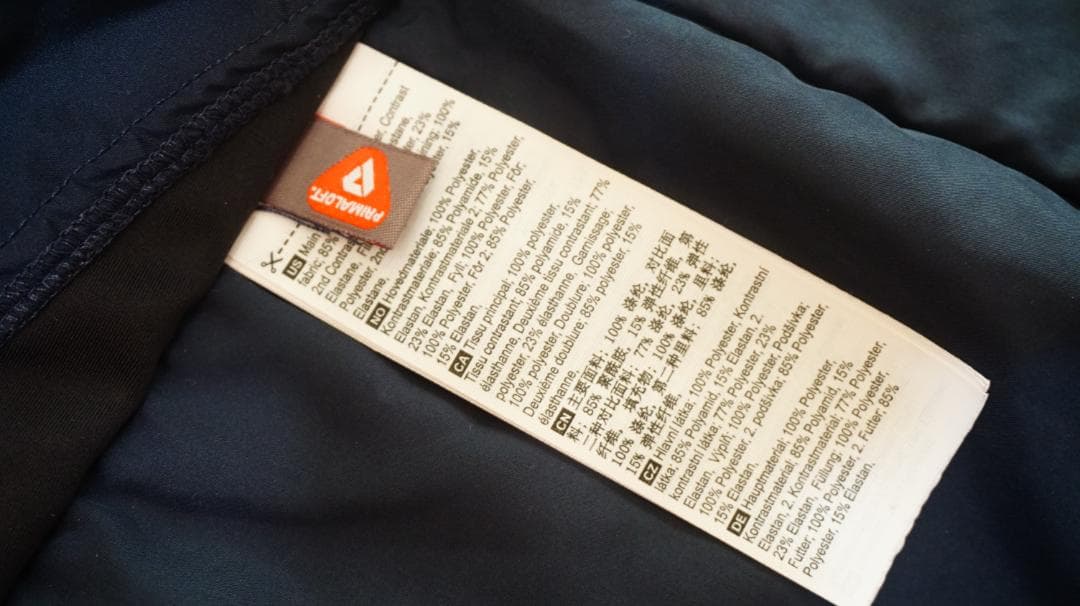 PRIMALOFT
US Main
fabric, 85%
2nd Contrast
Elastane,
Polyester, 2nd
Elastane,
Contrast
23%
100%
15%
NO Hovedmateriale; 100% Polyester,
Kontrastmateriale: 85% Polyamide, 15%
Elastan, Kontrastmateriale 2, 77% Polyester,
23% Elastan, Fyll, 100% Polyester, Fôr:
100% Polyester, Fôr 2: 85% Polyester,
15% Elastan,
CA Tissu principal; 100% polyester,
Tissu contrastant; 85% polyamide, 15%
élasthanne, Deuxième tissu contrastant; 77%
polyester, 23% élasthanne, Garnissage;
100% polyester, Doublure; 100% polyester,
Deuxième doublure; 85% polyester, 15%
élasthanne,
CN 主要面料; 100% 涤纶, 对比面
料; 85% 聚酰胺, 15% 弹性纤维, 第
二种对比面料; 77% 涤纶, 23% 弹性
纤维, 填充物; 100% 涤纶, 里料;
100% 涤纶, 第二种里料; 85% 涤纶,
15% 弹性纤维,
CZ Hlavní látka: 100% Polyester, Kontrastní
látka, 85% Polyamid, 15% Elastan, 2.
kontrastní látka; 77% Polyester, 23%
Elastan, Výplň; 100% Polyester, Podšívka;
100% Polyester, 2. podšívka; 85% Polyester
15% Elastan,
DE Hauptmaterial; 100% Polyester,
Kontrastmaterial, 85% Polyamid, 15%
Elastan, 2. Kontrastmaterial; 77% Polyester,
23% Elastan, Füllung; 100% Polyester,
Futter; 100% Polyester, 2. Futter 85%
Polyester, 15% Elastan,